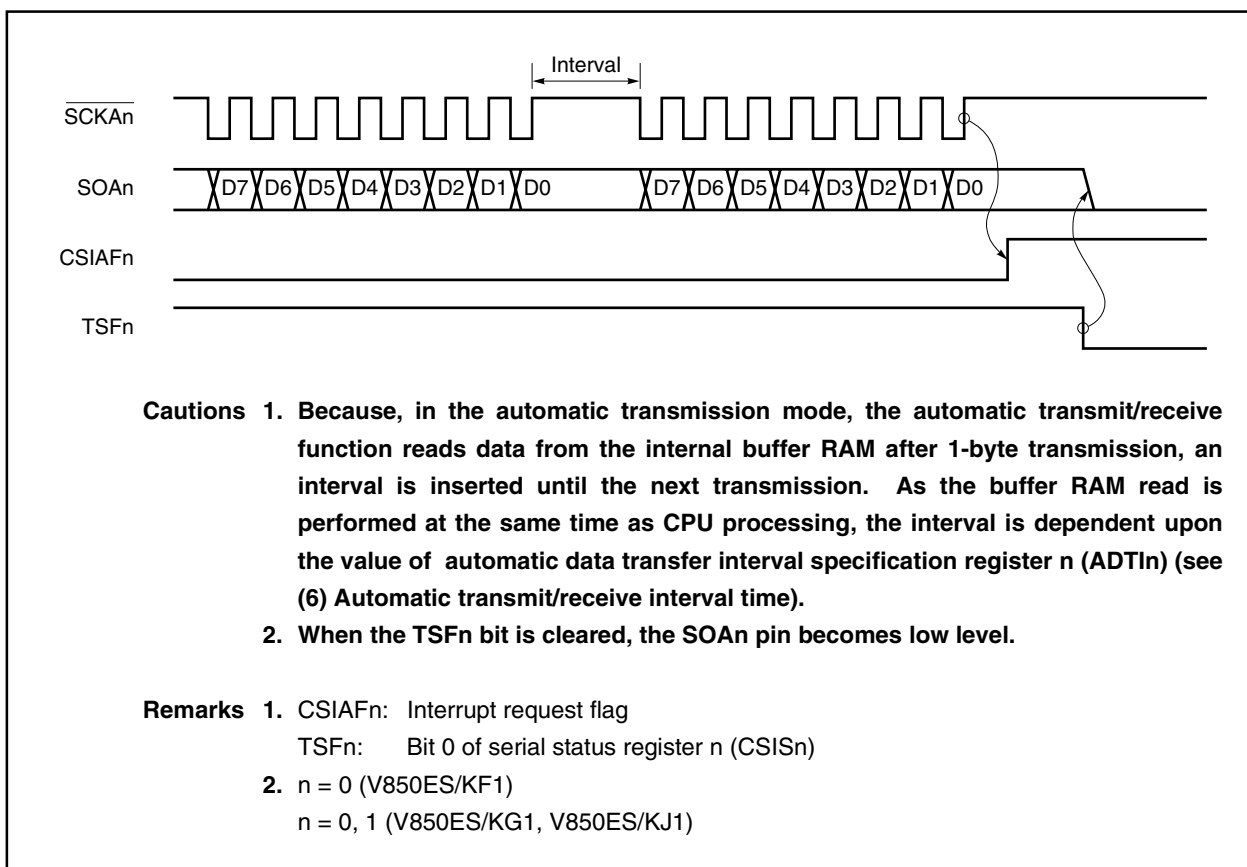 Interval
SCKAn
SOAn D7 D6 D5 D4 D3 D2 D1 D0 D7 D6 D5 D4 D3 D2 D1 D0
CSIAFn
TSFn
Cautions 1. Because, in the automatic transmission mode, the automatic transmit/receive
function reads data from the internal buffer RAM after 1-byte transmission, an
interval is inserted until the next transmission. As the buffer RAM read is
performed at the same time as CPU processing, the interval is dependent upon
the value of automatic data transfer interval specification register n (ADTIn) (see
(6) Automatic transmit/receive interval time).
2. When the TSFn bit is cleared, the SOAn pin becomes low level.
Remarks 1. CSIAFn: Interrupt request flag
TSFn: Bit 0 of serial status register n (CSISn)
2. n = 0 (V850ES/KF1)
n = 0, 1 (V850ES/KG1, V850ES/KJ1)